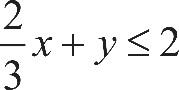 2/3 x + y ≤ 2